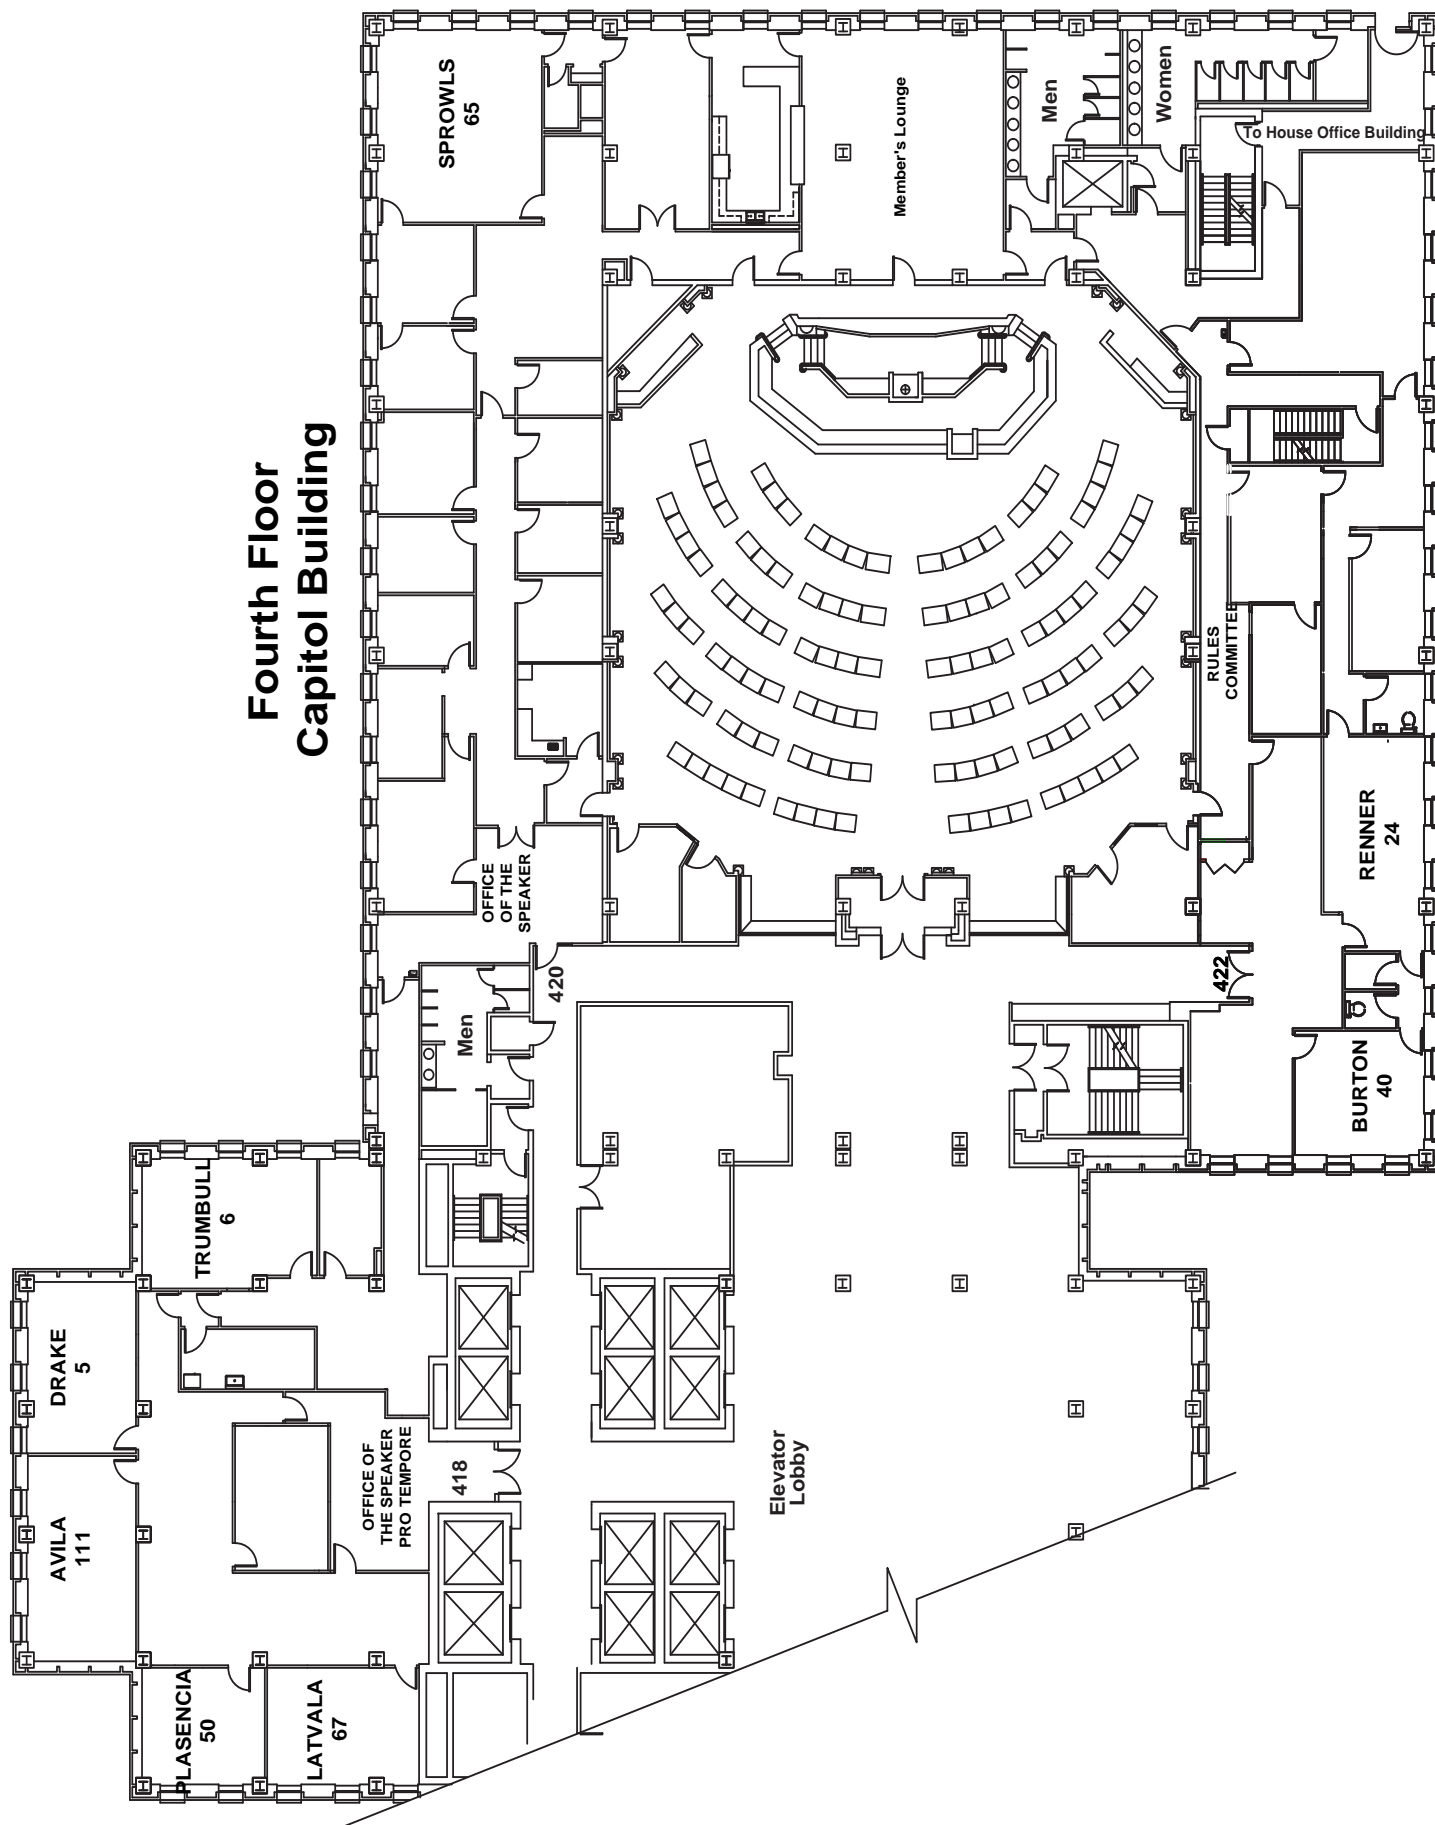 Fourth Floor
Capitol Building
SPROWLS
65
Member's Lounge
Men
Women
To House Office Building
RULES
COMMITTEE
RENNER
24
OFFICE
OF THE
SPEAKER
420
422
Men
BURTON
40
TRUMBULL
6
DRAKE
5
AVILA
111
OFFICE OF
THE SPEAKER
PRO TEMPORE
418
Elevator
Lobby
PLASENCIA
50
LATVALA
67